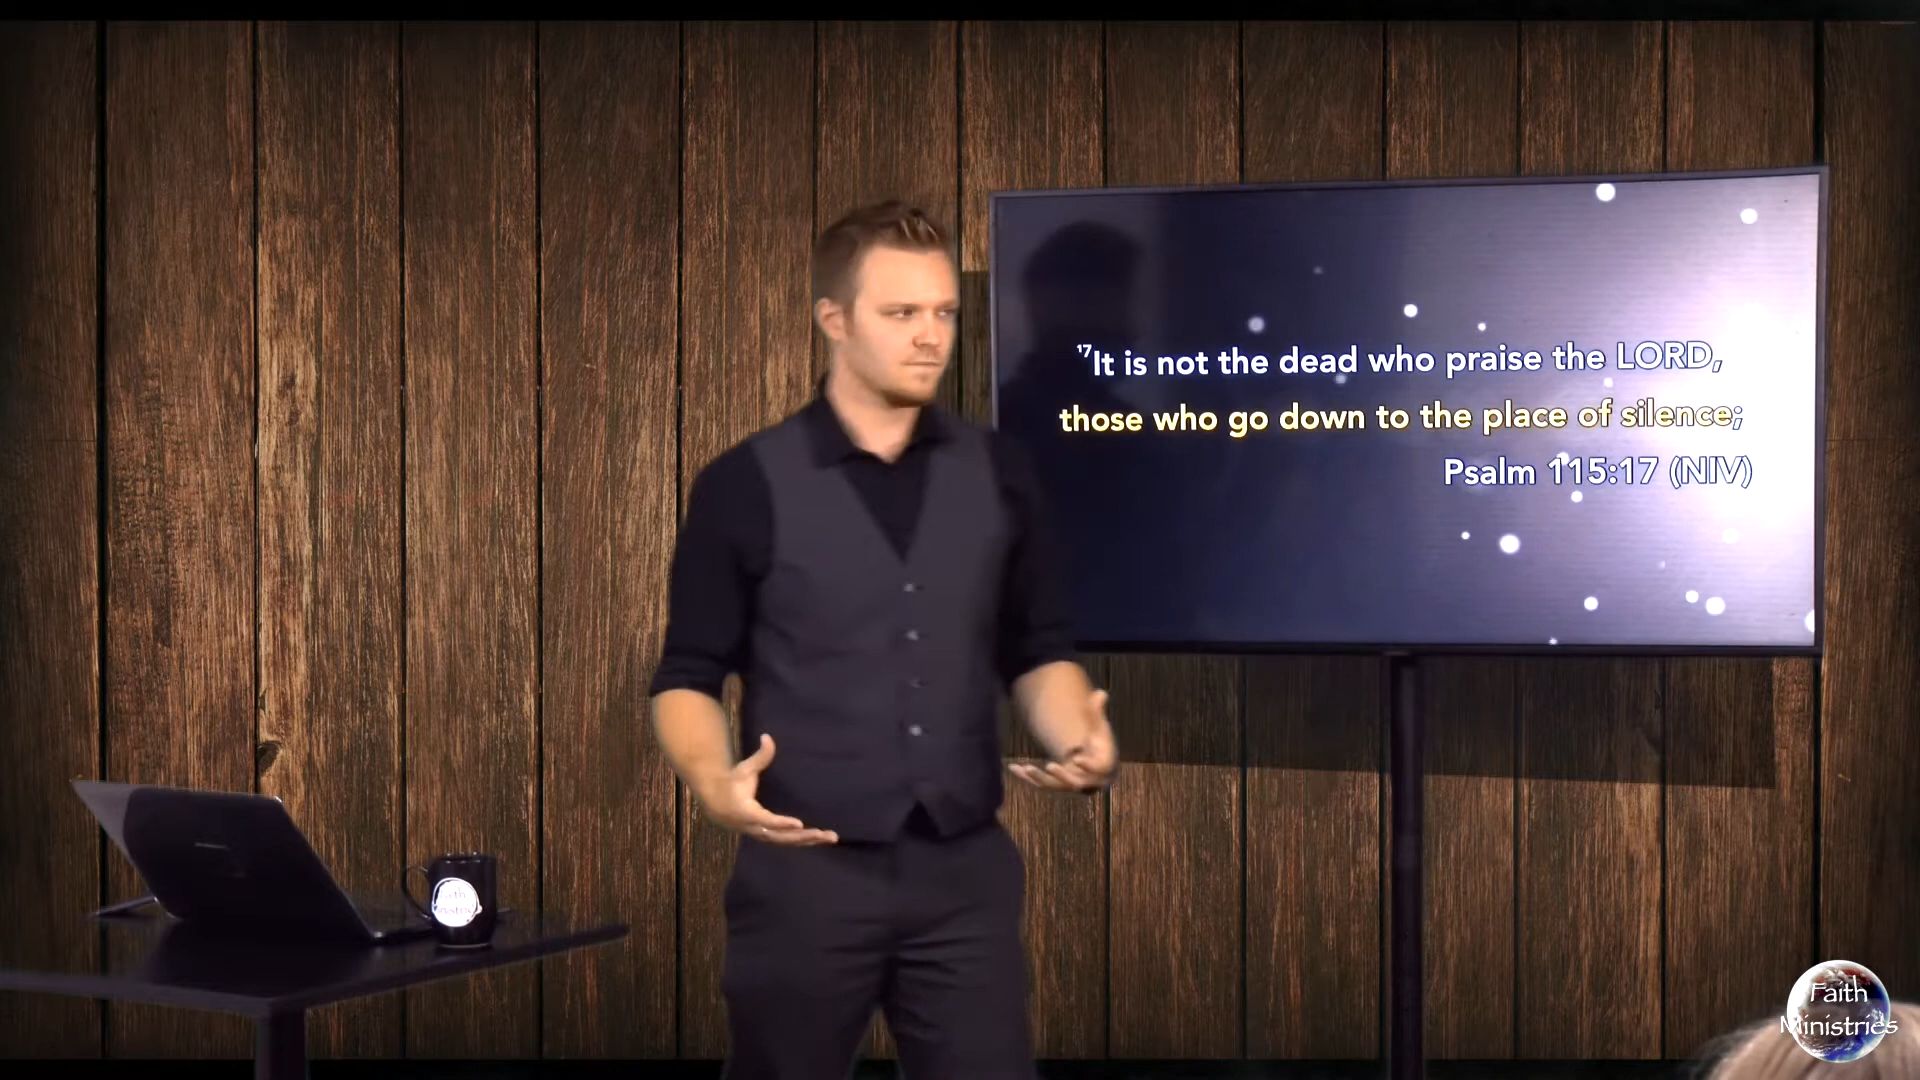 ¹⁷It is not the dead who praise the LORD,
those who go down to the place of silence;
Psalm 115:17 (NIV)
Faith
Ministries